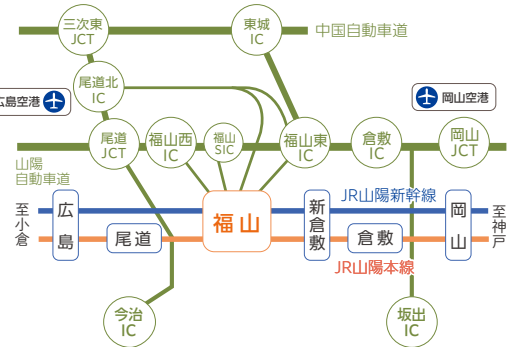 三次東
JCT
東城
IC
中国自動車道
尾道北
IC
広島空港
岡山空港
尾道
JCT
福山西
IC
福山
SIC
福山東
IC
倉敷
IC
岡山
JCT
山陽
自動車道
JR山陽新幹線
至小倉
広島
尾道
福山
新倉敷
倉敷
岡山
至神戸
JR山陽本線
今治
IC
坂出
IC